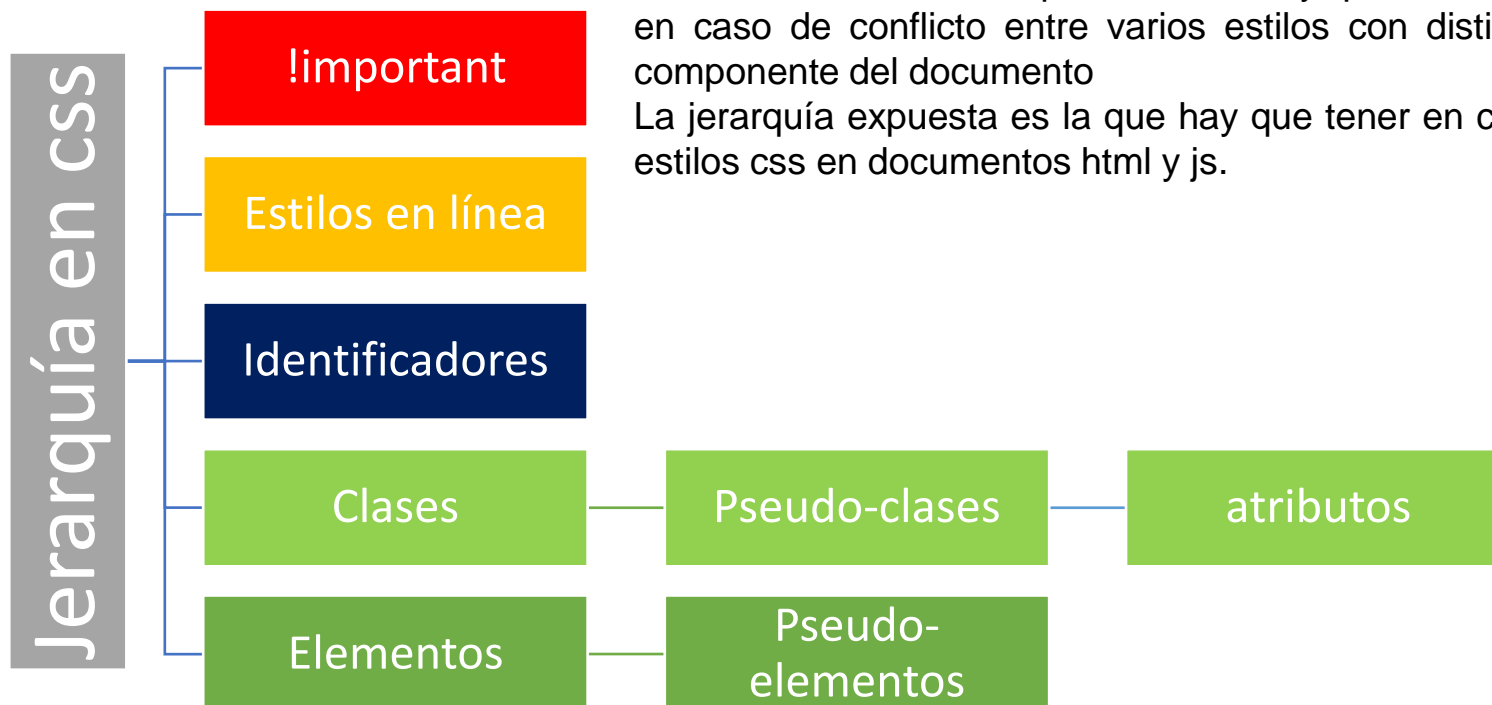 Jerarquía en css
en caso de conflicto entre varios estilos con
componente del documento
La jerarquía expuesta es la que hay que tener en
estilos css en documentos html y js.
!important
Estilos en línea
Identificadores
Clases
Pseudo-clases
atributos
Elementos
Pseudo-
elementos